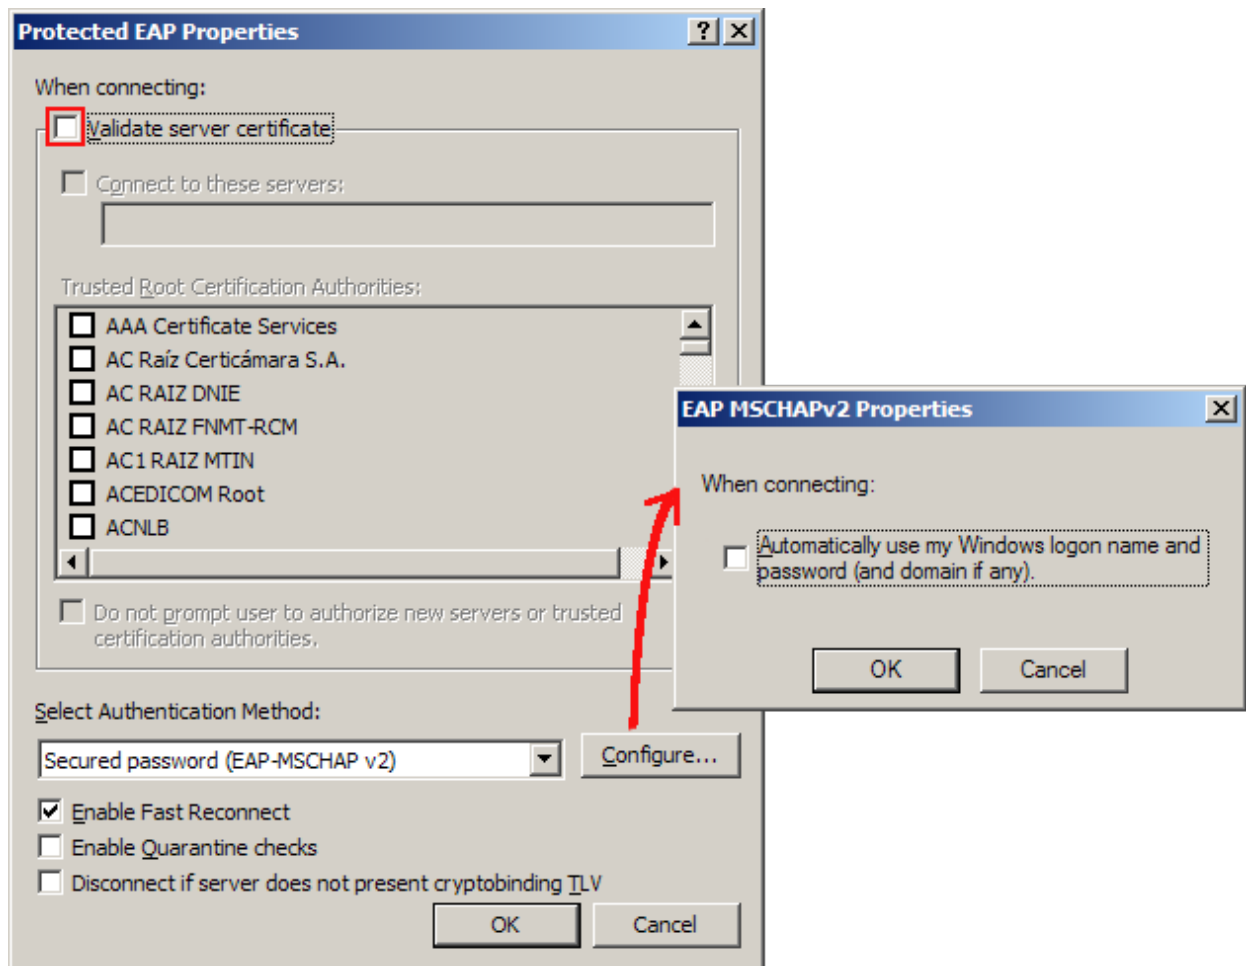 Protected EAP Properties
When connecting:
Validate server certificate
Connect to these servers:
Trusted Root Certification Authorities:
AAA Certificate Services
AC Raíz Certicámara S.A.
AC RAIZ DNIE
AC RAIZ FNMT-RCM
AC1 RAIZ MTIN
ACEDICOM Root
ACNLB
Do not prompt user to authorize new servers or trusted
certification authorities.
Select Authentication Method:
Secured password (EAP-MSCHAP v2)
Configure...
Enable Fast Reconnect
Enable Quarantine checks
Disconnect if server does not present cryptobinding TLV
OK
Cancel
EAP MSCHAPv2 Properties
When connecting:
Automatically use my Windows logon name and
password (and domain if any).
OK
Cancel